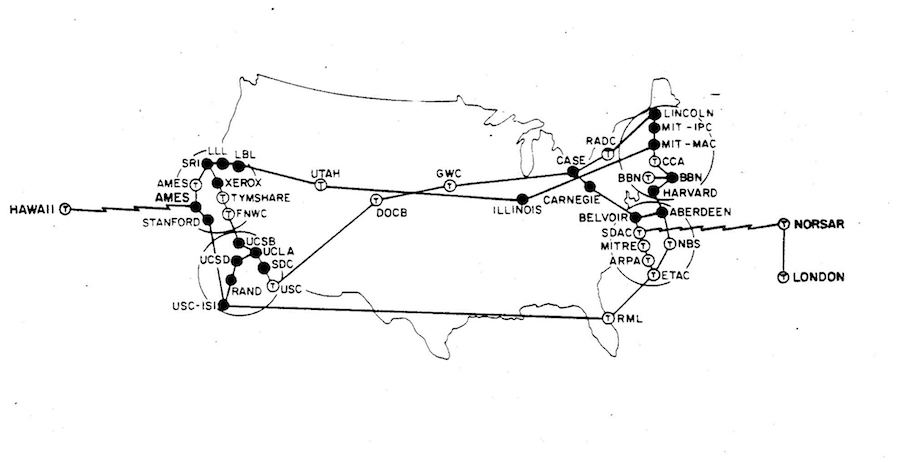 LINCOLN
MIT-IPC
RADC
T
MIT-MAC
LLL
LBL
SRI
CASE
T
CCA
UTAH
GWC
BBN
T
BBN
AMES
T
XEROX
T
T
HARVARD
AMES
T
TYMSHARE
CARNEGIE
HAWAII
T
T
FNWC
T
DOCB
ILLINOIS
BELVOIR
ABERDEEN
STANFORD
T
NORSAR
SDAC
T
UCSB
MITRE
T
T
NBS
UCLA
UCSD
SDC
ARPA
T
T
ETAC
T
LONDON
RAND
T
USC
USC-ISI
T
RML